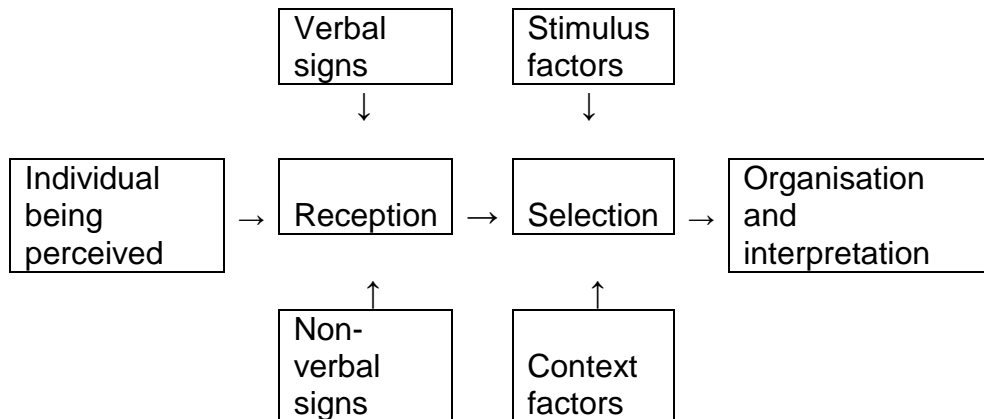 Verbal
signs
Stimulus
factors
↓
↓
Individual
being
perceived
→
Reception
→
Selection
→
Organisation
and
interpretation
↑
↑
Non-
verbal
signs
Context
factors